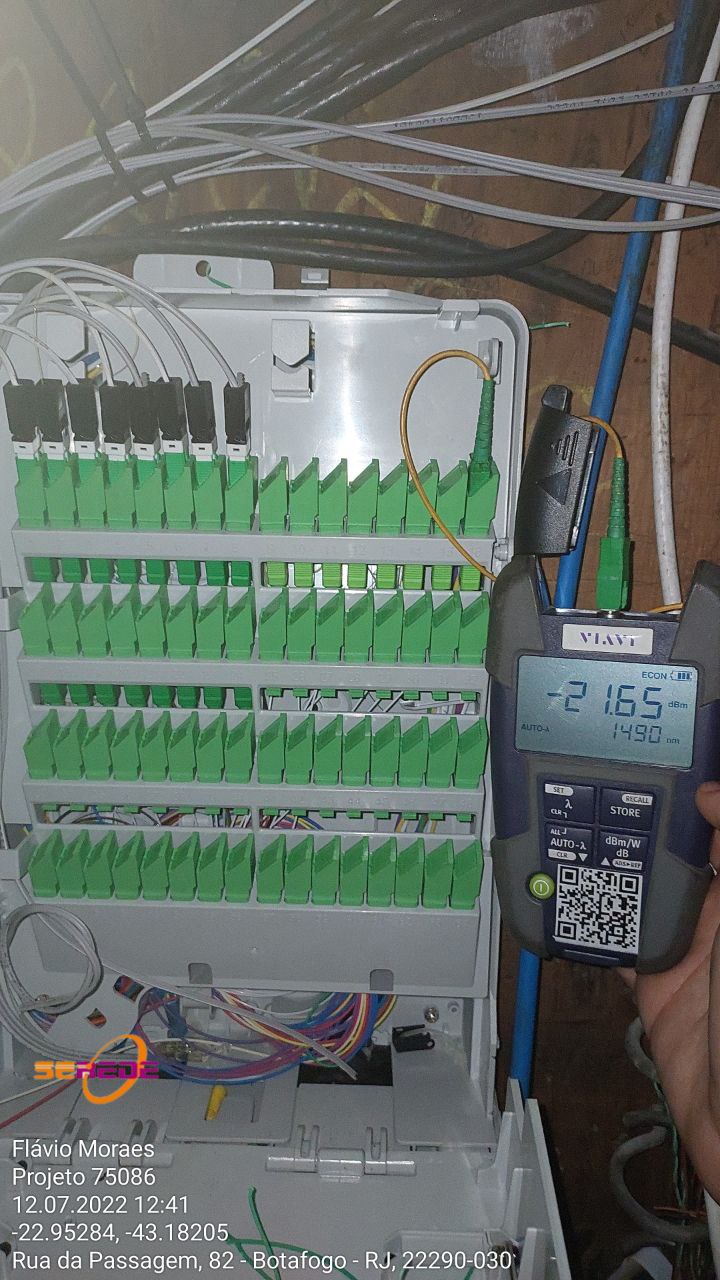 VIAVI
ECON
-21.65 dBm
AUTO-λ
1490 nm
SET
λ
CLR
RECALL
STORE
ALL
AUTO-λ
CLR
dBm/W
dB
ABS▸REF
SEREDE
Flávio Moraes
Projeto 75086
12.07.2022 12:41
-22.95284, -43.18205
Rua da Passagem, 82 - Botafogo - RJ, 22290-030